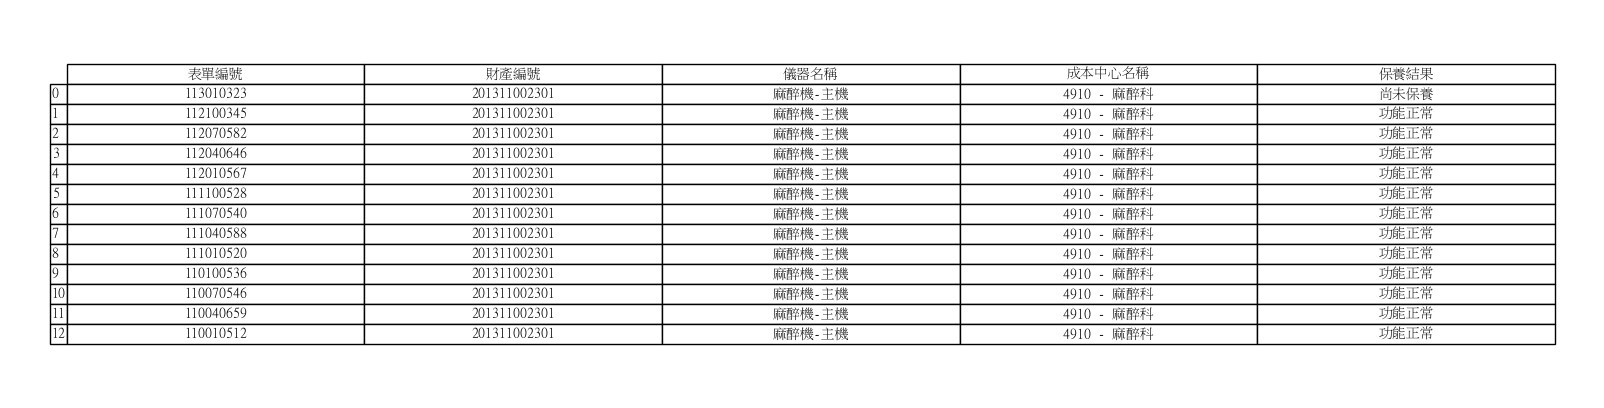 表單編號 財產編號 儀器名稱 成本中心名稱 保養結果
0 113010323 201311002301 麻醉機-主機 4910 - 麻醉科 尚未保養
1 112100345 201311002301 麻醉機-主機 4910 - 麻醉科 功能正常
2 112070582 201311002301 麻醉機-主機 4910 - 麻醉科 功能正常
3 112040646 201311002301 麻醉機-主機 4910 - 麻醉科 功能正常
4 112010567 201311002301 麻醉機-主機 4910 - 麻醉科 功能正常
5 111100528 201311002301 麻醉機-主機 4910 - 麻醉科 功能正常
6 111070540 201311002301 麻醉機-主機 4910 - 麻醉科 功能正常
7 111040588 201311002301 麻醉機-主機 4910 - 麻醉科 功能正常
8 111010520 201311002301 麻醉機-主機 4910 - 麻醉科 功能正常
9 110100536 201311002301 麻醉機-主機 4910 - 麻醉科 功能正常
10 110070546 201311002301 麻醉機-主機 4910 - 麻醉科 功能正常
11 110040659 201311002301 麻醉機-主機 4910 - 麻醉科 功能正常
12 110010512 201311002301 麻醉機-主機 4910 - 麻醉科 功能正常